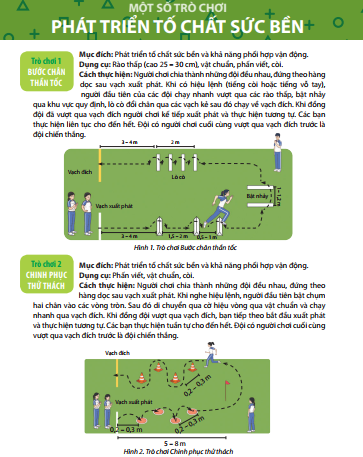 MỘT SỐ TRÒ CHƠI
PHÁT TRIỂN TỐ CHẤT SỨC BỀN
Trò chơi 1
BƯỚC CHÂN
THẦN TỐC
Mục đích: Phát triển tố chất sức bền và khả năng phối hợp vận động.
Dụng cụ: Rào thấp (cao 25 – 30 cm), vật chuẩn, phấn viết, còi.
Cách thực hiện: Người chơi chia thành những đội đều nhau, đứng theo hàng
dọc sau vạch xuất phát. Khi có hiệu lệnh (tiếng còi hoặc tiếng vỗ tay),
người đầu tiên của các đội chạy nhanh vượt qua các rào thấp, bật nhảy
qua khu vực quy định, lò cò đổi chân qua các vạch kẻ sau đó chạy về vạch đích. Khi đồng
đội đã vượt qua vạch đích người chơi kế tiếp xuất phát và thực hiện tương tự. Các bạn
thực hiện liên tục cho đến hết. Đội có người chơi cuối cùng vượt qua vạch đích trước là
đội chiến thắng.
3 – 4 m
2 m
Vạch đích
Lò cò
Bật nhảy
1 – 1,2 m
Vạch xuất phát
3 – 4 m
1,5 – 2 m
0,5 – 1 m
Hình 1. Trò chơi Bước chân thần tốc
Trò chơi 2
CHINH PHỤC
THỬ THÁCH
Mục đích: Phát triển tố chất sức bền và khả năng phối hợp vận động.
Dụng cụ: Phấn viết, vật chuẩn, còi.
Cách thực hiện: Người chơi chia thành những đội đều nhau, đứng theo
hàng dọc sau vạch xuất phát. Khi nghe hiệu lệnh, người đầu tiên bật chụm
hai chân vào các vòng tròn. Sau đó di chuyển qua cờ hiệu vòng qua vật chuẩn và chạy
nhanh qua vạch đích. Khi đồng đội vượt qua vạch đích, bạn tiếp theo bắt đầu xuất phát
và thực hiện tương tự. Các bạn thực hiện tuần tự cho đến hết. Đội có người chơi cuối cùng
vượt qua vạch đích trước là đội chiến thắng.
Vạch đích
0,2 – 0,3 m
Vạch xuất phát
0,2 – 0,3 m
0,2 – 0,3 m
5 – 8 m
Hình 2. Trò chơi Chinh phục thử thách